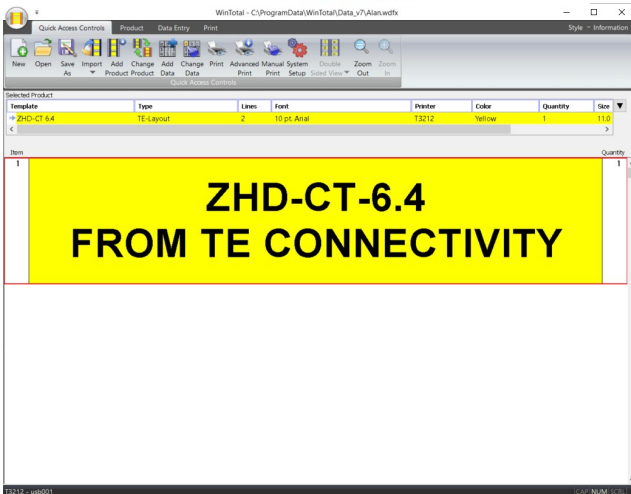 WinTotal - C:\ProgramData\WinTotal\Data_v7\Alan.wdfx
Quick Access Controls Product Data Entry Print Style Information
New Open Save As Import Add Product Change Product Add Data Change Data Print Advanced Print Manual Print System Setup Double Sided View Zoom Out Zoom In
Quick Access Controls
Selected Product
Template Type Lines Font Printer Color Quantity Size
ZHD-CT 6.4 TE-Layout 2 10 pt. Arial T3212 Yellow 1 11.0
Item Quantity
1 1
ZHD-CT-6.4
FROM TE CONNECTIVITY
T3212 - usb001 CAP NUM SCRL